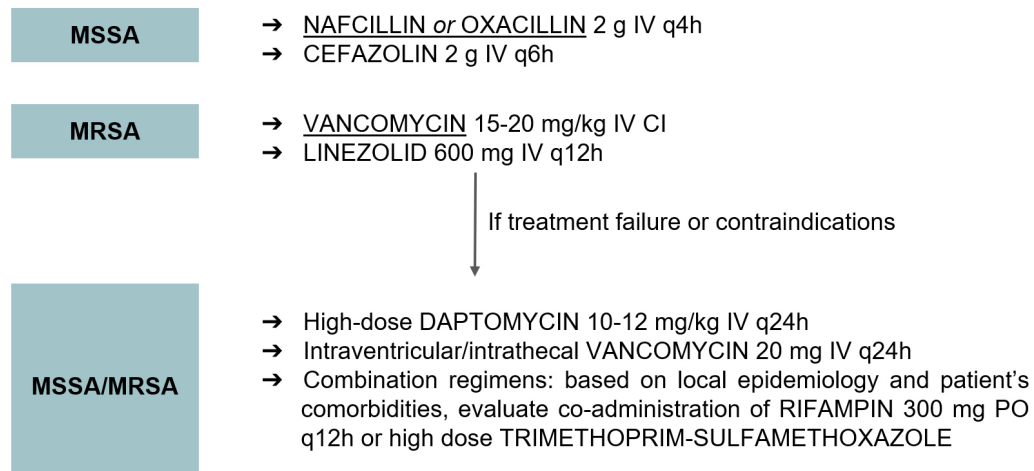 MSSA
➔ NAFCILLIN or OXACILLIN 2 g IV q4h
➔ CEFAZOLIN 2 g IV q6h
MRSA
➔ VANCOMYCIN 15-20 mg/kg IV CI
➔ LINEZOLID 600 mg IV q12h
If treatment failure or contraindications
MSSA/MRSA
➔ High-dose DAPTOMYCIN 10-12 mg/kg IV q24h
➔ Intraventricular/intrathecal VANCOMYCIN 20 mg IV q24h
➔ Combination regimens: based on local epidemiology and patient's
comorbidities, evaluate co-administration of RIFAMPIN 300 mg PO
q12h or high dose TRIMETHOPRIM-SULFAMETHOXAZOLE